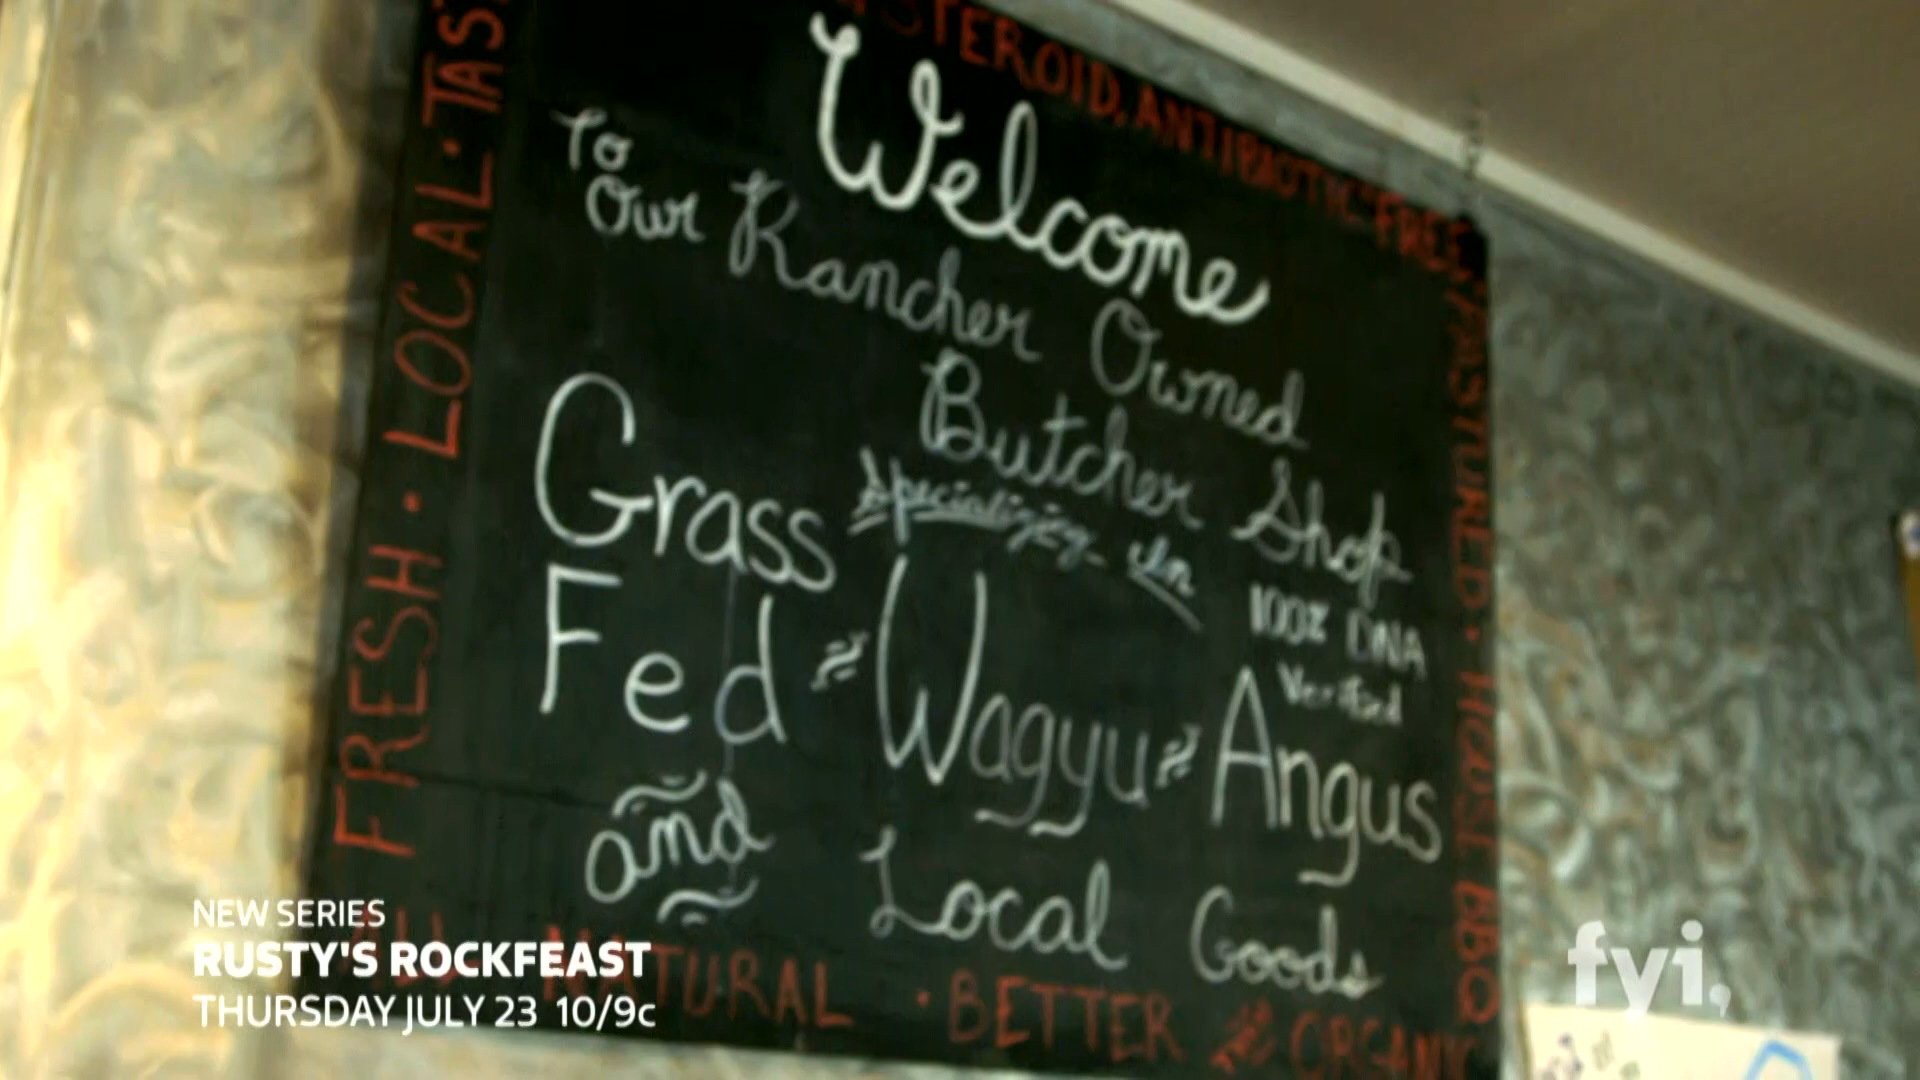 STEROID, ANTIBIOTIC FREE
FRESH · LOCAL · TAS
Welcome
To Our Rancher Owned
Butcher Shop
Specializing In
Grass Fed Wagyu
100% DNA
Verified
Angus
and Local Goods
PASTURED · HOUSE BBQ
NATURAL · BETTER ORGANIC
NEW SERIES
RUSTY'S ROCKFEAST
THURSDAY JULY 23 10/9c
fyi,